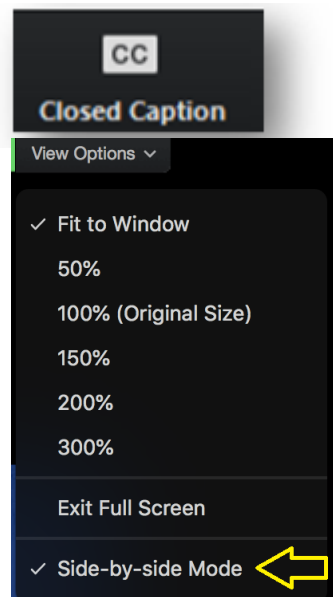 CC
Closed Caption
View Options
Fit to Window
50%
100% (Original Size)
150%
200%
300%
Exit Full Screen
Side-by-side Mode